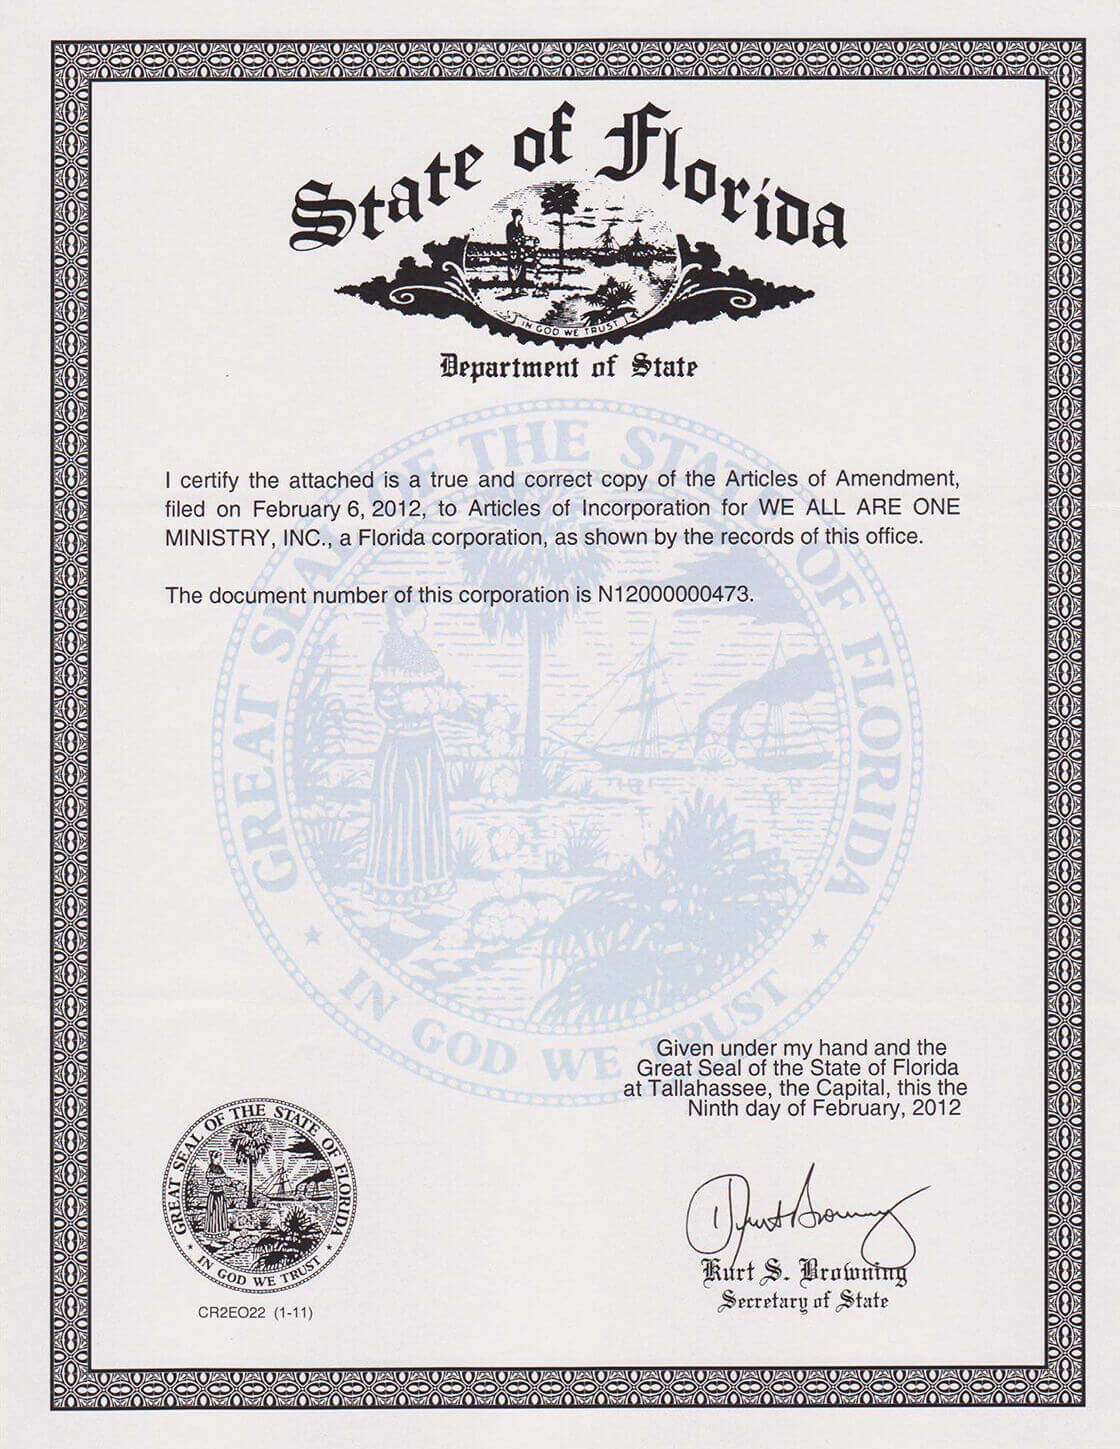 State of Florida
IN GOD WE TRUST
Department of State
GREAT SEAL OF THE STATE OF FLORIDA
I certify the attached is a true and correct copy of the Articles of Amendment,
filed on February 6, 2012, to Articles of Incorporation for WE ALL ARE ONE
MINISTRY, INC., a Florida corporation, as shown by the records of this office.
The document number of this corporation is N12000000473.
IN GOD WE TRUST
Given under my hand and the
Great Seal of the State of Florida
at Tallahassee, the Capital, this the
Ninth day of February, 2012
GREAT SEAL OF THE STATE OF FLORIDA
IN GOD WE TRUST
CR2EO22 (1-11)
Kurt S. Browning
Kurt S. Browning
Secretary of State